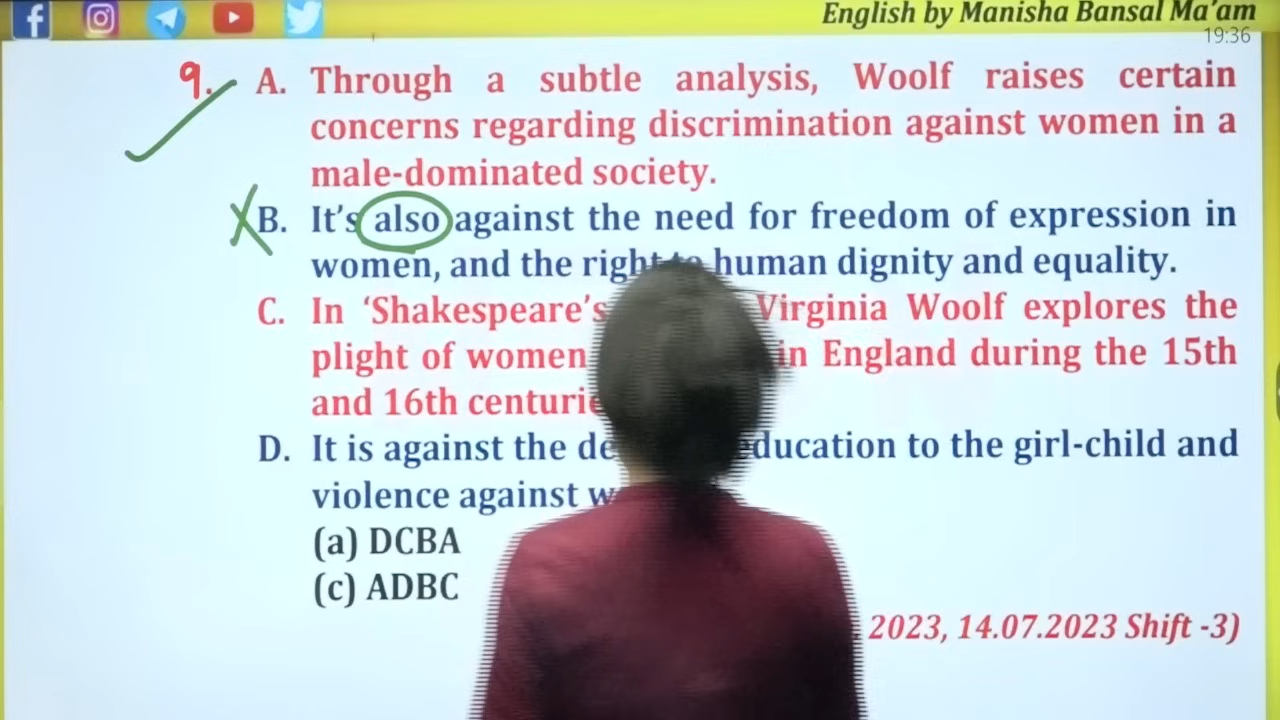 English by Manisha Bansal Ma'am
19:36
9. A. Through a subtle analysis, Woolf raises certain
concerns regarding discrimination against women in a
male-dominated society.
B. It's also against the need for freedom of expression in
women, and the right to human dignity and equality.
C. In 'Shakespeare's Virginia Woolf explores the
plight of women in England during the 15th
and 16th
D. It is against the education to the girl-child and
violence against
(a) DCBA
(c) ADBC
2023, 14.07.2023 Shift -3)